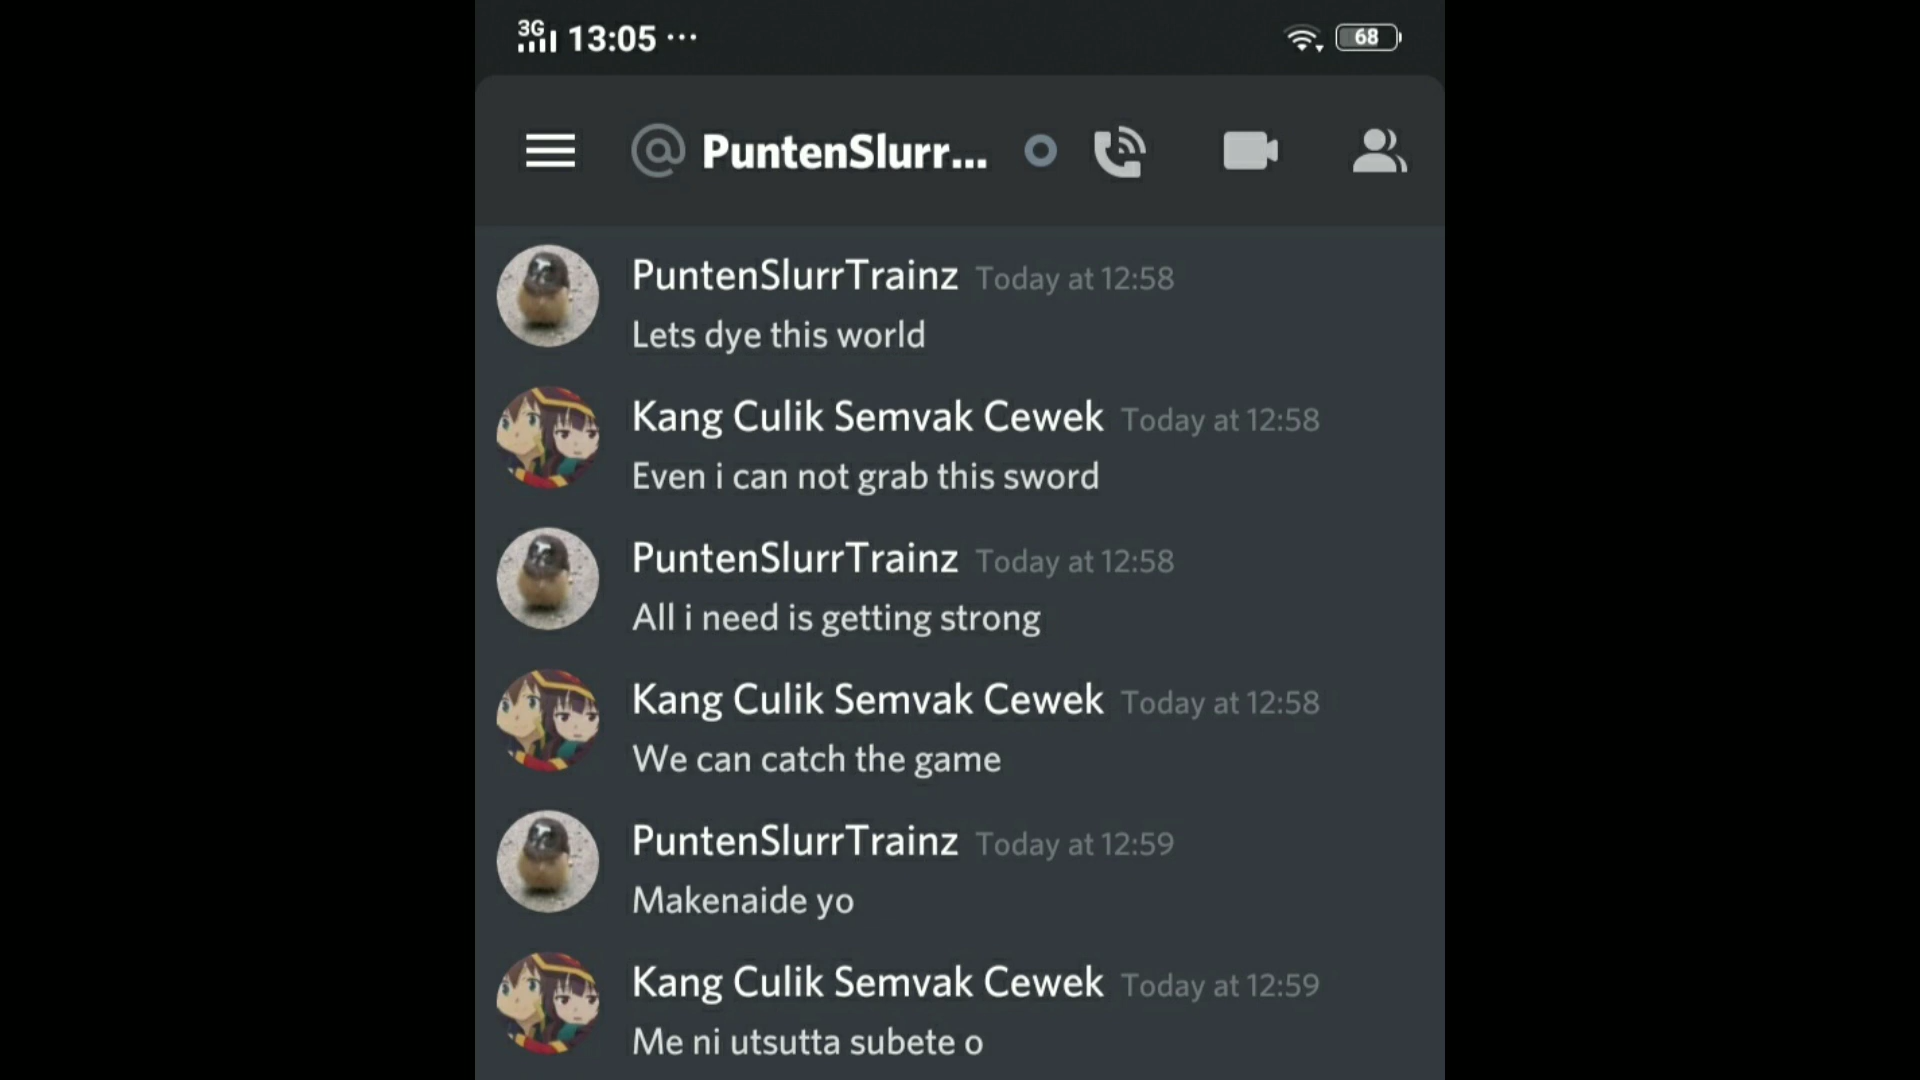 3G 13:05 ... 68
@ PuntenSlurr...
PuntenSlurrTrainz Today at 12:58
Lets dye this world
Kang Culik Semvak Cewek Today at 12:58
Even i can not grab this sword
PuntenSlurrTrainz Today at 12:58
All i need is getting strong
Kang Culik Semvak Cewek Today at 12:58
We can catch the game
PuntenSlurrTrainz Today at 12:59
Makenaide yo
Kang Culik Semvak Cewek Today at 12:59
Me ni utsutta subete o